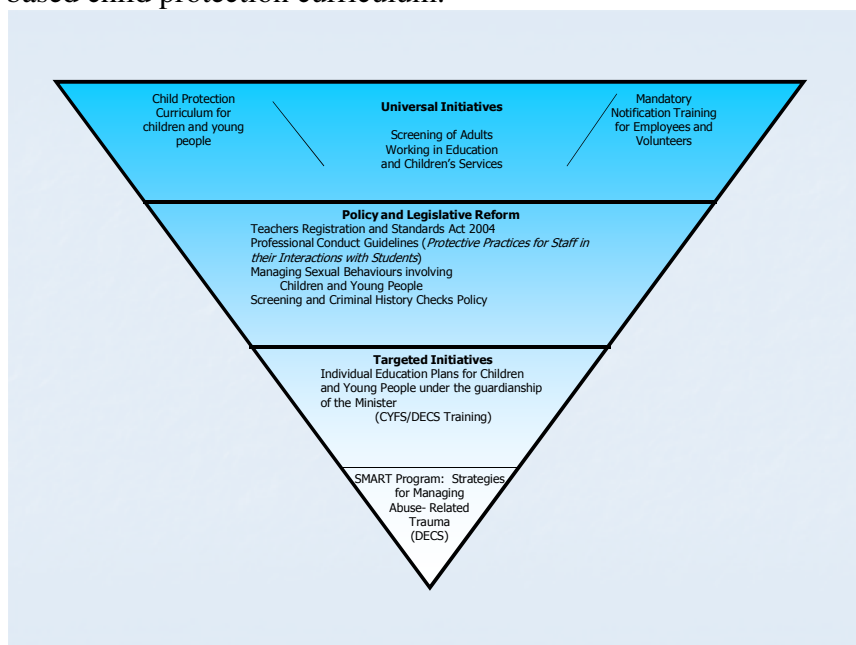 based child protection curriculum.
Child Protection
Curriculum for
children and young
people
Universal Initiatives
Screening of Adults
Working in Education
and Children's Services
Mandatory
Notification Training
for Employees and
Volunteers
Policy and Legislative Reform
Teachers Registration and Standards Act 2004
Professional Conduct Guidelines (Protective Practices for Staff in
their Interactions with Students)
Managing Sexual Behaviours involving
Children and Young People
Screening and Criminal History Checks Policy
Targeted Initiatives
Individual Education Plans for Children
and Young People under the guardianship
of the Minister
(CYFS/DECS Training)
SMART Program: Strategies
for Managing
Abuse- Related
Trauma
(DECS)